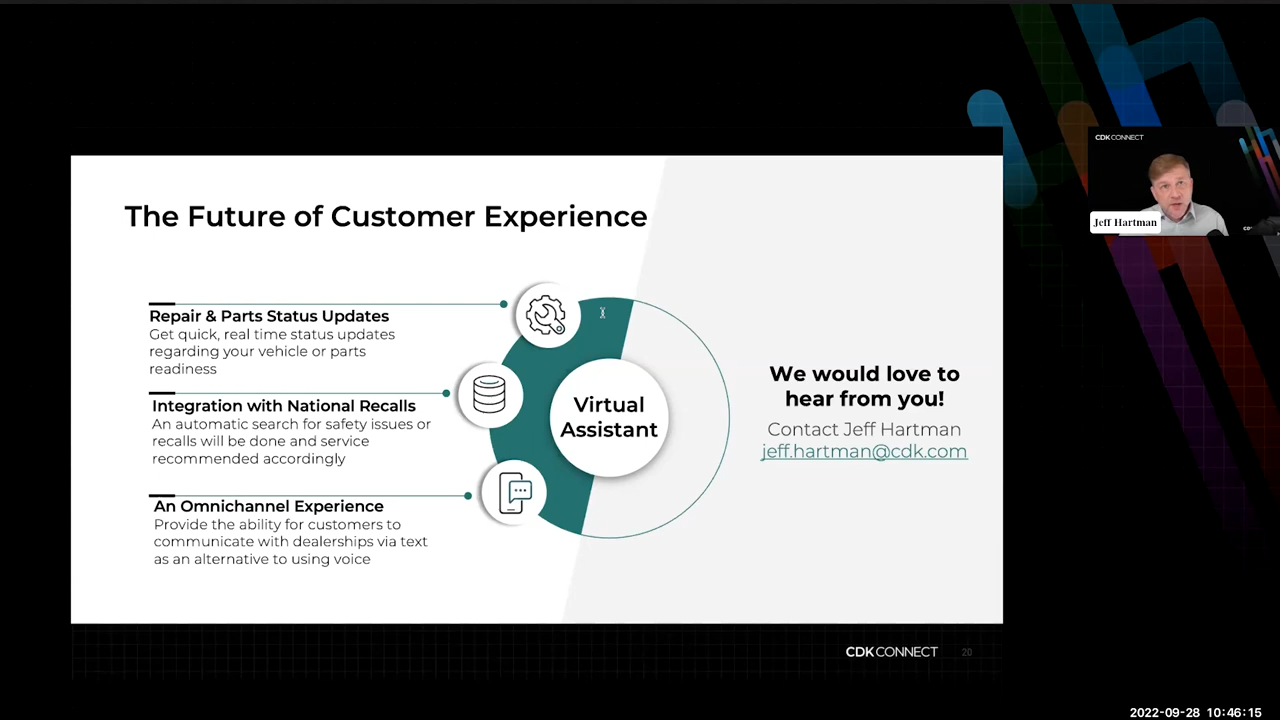 CDK CONNECT
Jeff Hartman
The Future of Customer Experience
Repair & Parts Status Updates
Get quick, real time status updates
regarding your vehicle or parts
readiness
Integration with National Recalls
An automatic search for safety issues or
recalls will be done and service
recommended accordingly
An Omnichannel Experience
Provide the ability for customers to
communicate with dealerships via text
as an alternative to using voice
Virtual
Assistant
We would love to
hear from you!
Contact Jeff Hartman
jeff.hartman@cdk.com
CDK CONNECT
20
2022-09-28 10:46:15